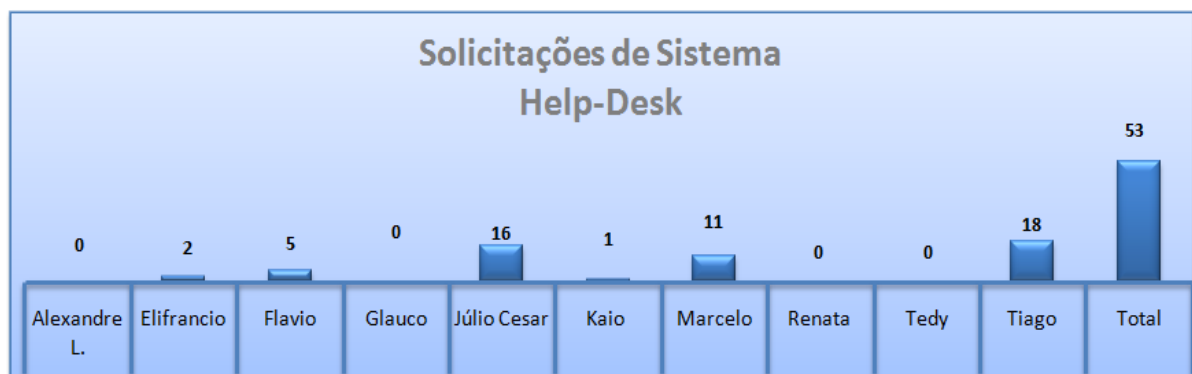 Solicitações de Sistema
Help-Desk
53
0
2
5
0
16
1
11
0
0
18
Alexandre L.
Elifrancio
Flavio
Glauco
Júlio Cesar
Kaio
Marcelo
Renata
Tedy
Tiago
Total